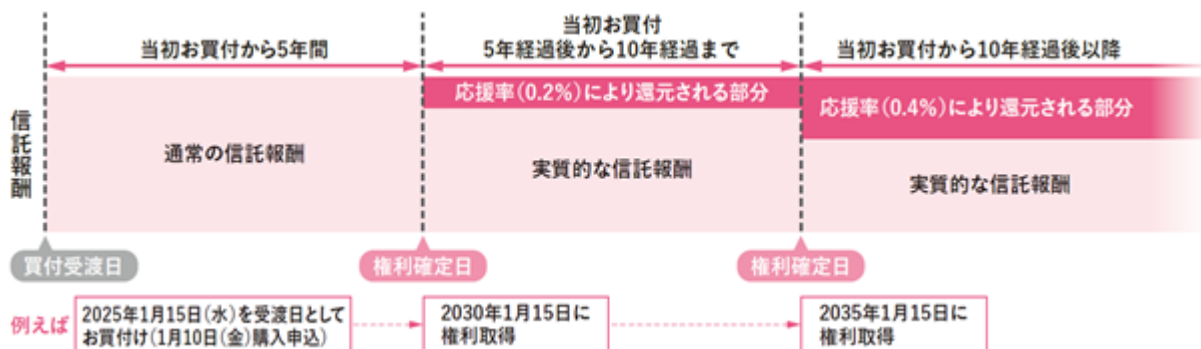 当初お買付から5年間
当初お買付
5年経過後から10年経過まで
当初お買付から10年経過後以降
信託報酬
通常の信託報酬
応援率(0.2%)により還元される部分
実質的な信託報酬
応援率(0.4%)により還元される部分
実質的な信託報酬
買付受渡日
権利確定日
権利確定日
例えば
2025年1月15日(水)を受渡日として
お買付け(1月10日(金)購入申込)
2030年1月15日に
権利取得
2035年1月15日に
権利取得